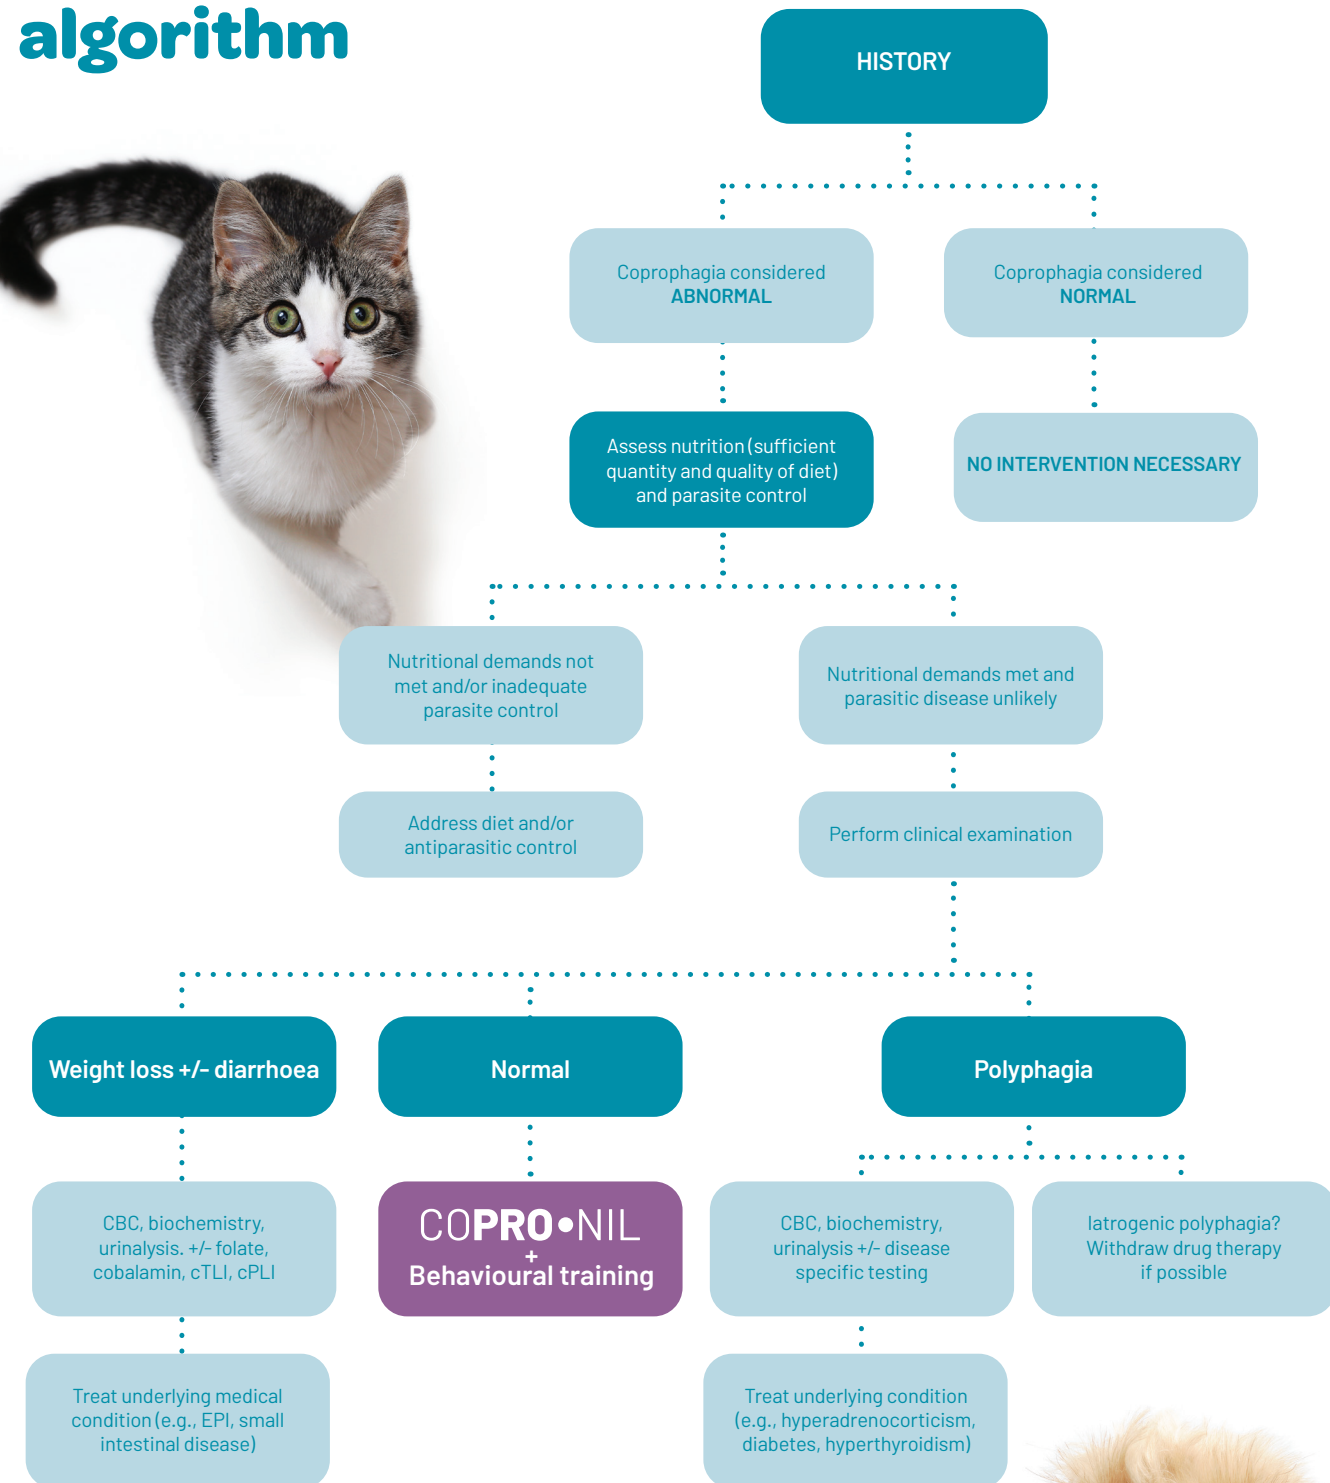 algorithm
HISTORY
Coprophagia considered
ABNORMAL
Coprophagia considered
NORMAL
Assess nutrition (sufficient
quantity and quality of diet)
and parasite control
NO INTERVENTION NECESSARY
Nutritional demands not
met and/or inadequate
parasite control
Nutritional demands met and
parasitic disease unlikely
Address diet and/or
antiparasitic control
Perform clinical examination
Weight loss +/- diarrhoea
Normal
Polyphagia
CBC, biochemistry,
urinalysis. +/- folate,
cobalamin, cTLI, cPLI
COPRO•NIL
+
Behavioural training
CBC, biochemistry,
urinalysis +/- disease
specific testing
Iatrogenic polyphagia?
Withdraw drug therapy
if possible
Treat underlying medical
condition (e.g., EPI, small
intestinal disease)
Treat underlying condition
(e.g., hyperadrenocorticism,
diabetes, hyperthyroidism)